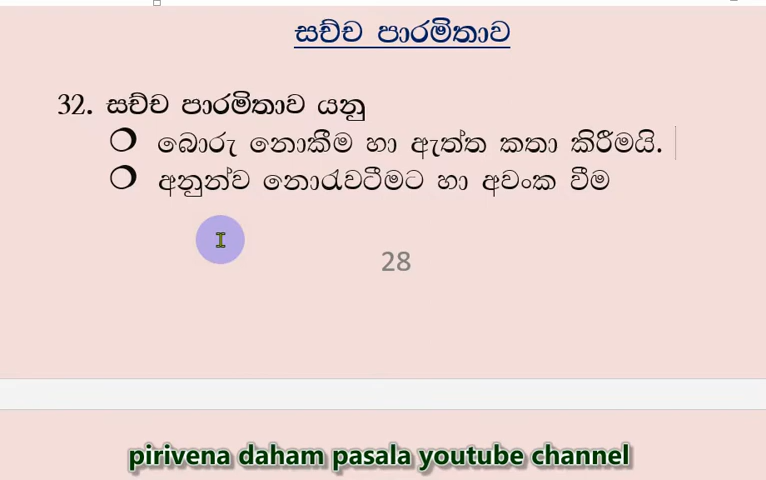 සච්ච පාරමිතාව
32. සච්ච පාරමිතාව යනු
❍ බොරු නොකීම හා ඇත්ත කතා කිරීමයි.
❍ අනුන්ව නොරැවටීමට හා අවංක වීම
28
pirivena daham pasala youtube channel